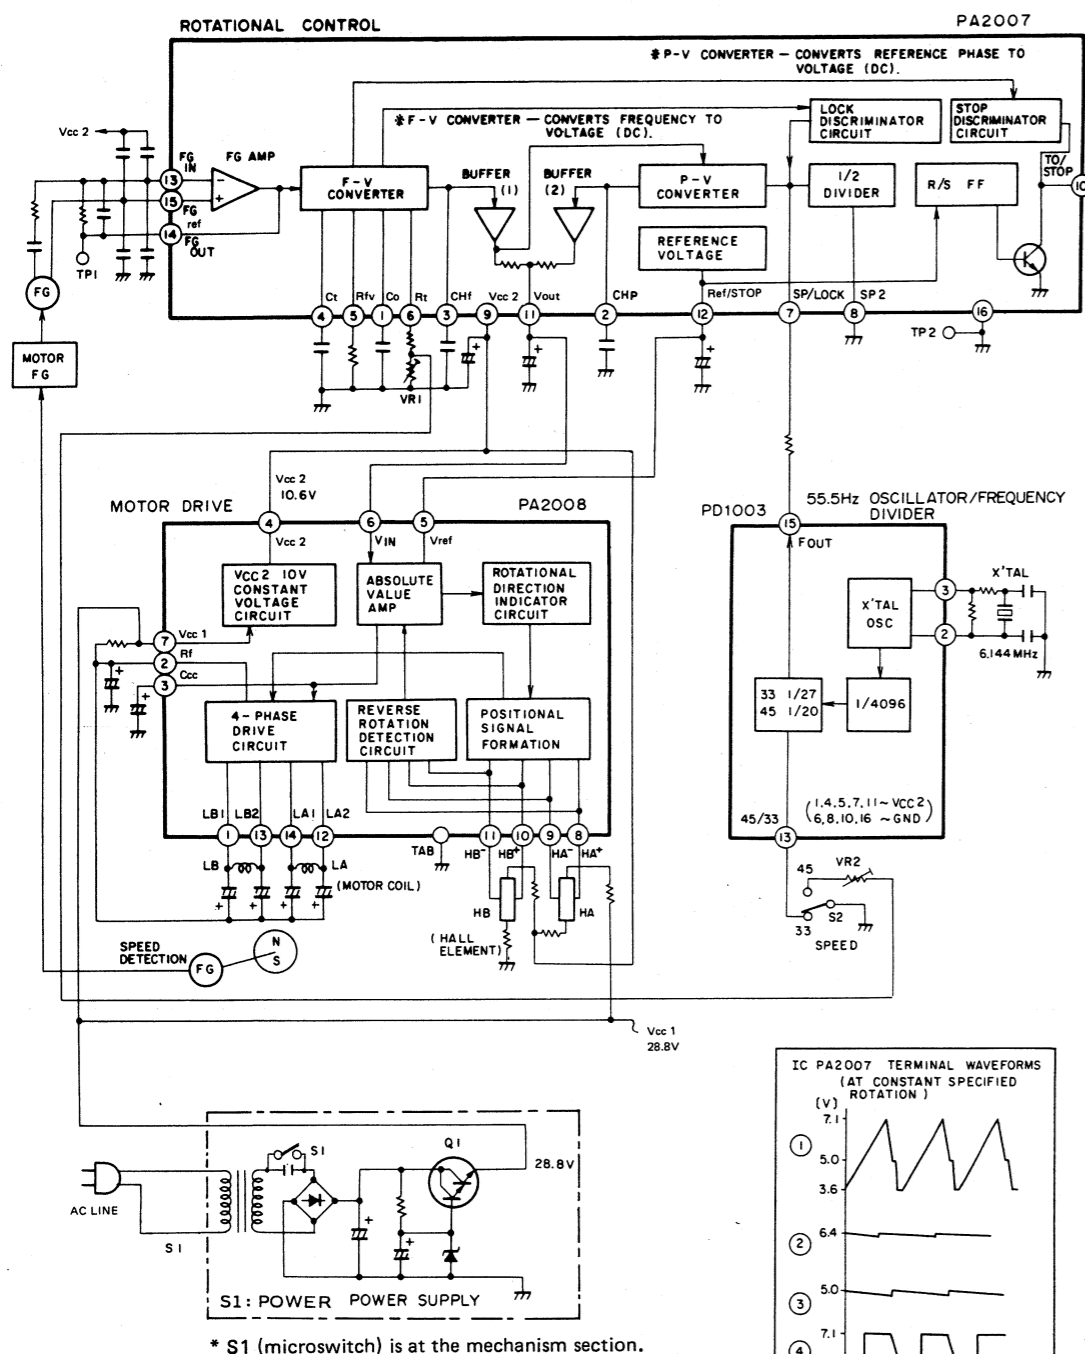 ROTATIONAL CONTROL
PA2007
*P-V CONVERTER — CONVERTS REFERENCE PHASE TO
VOLTAGE (DC).
*F-V CONVERTER — CONVERTS FREQUENCY TO
VOLTAGE (DC).
LOCK
DISCRIMINATOR
CIRCUIT
STOP
DISCRIMINATOR
CIRCUIT
Vcc 2
FG
IN
FG AMP
13
15
FG
ref
14
FG
OUT
TP1
F-V
CONVERTER
BUFFER
(1)
BUFFER
(2)
P-V
CONVERTER
1/2
DIVIDER
R/S FF
TO/
STOP
10
REFERENCE
VOLTAGE
FG
MOTOR
FG
Ct
Rfv
Co
Rt
CHf
Vcc 2
Vout
CHP
Ref/STOP
SP/LOCK
SP2
4
5
1
6
3
9
11
2
12
7
8
16
TP2
VR1
MOTOR DRIVE
Vcc 2
10.6V
PA2008
4
6
5
Vcc 2
VIN
Vref
VCC2 10V
CONSTANT
VOLTAGE
CIRCUIT
ABSOLUTE
VALUE
AMP
ROTATIONAL
DIRECTION
INDICATOR
CIRCUIT
7
Vcc 1
2
Rf
3
Ccc
4-PHASE
DRIVE
CIRCUIT
REVERSE
ROTATION
DETECTION
CIRCUIT
POSITIONAL
SIGNAL
FORMATION
LB1
LB2
LA1
LA2
1
13
14
12
TAB
11
10
9
8
HB-
HB+
HA-
HA+
LB
LA
(MOTOR COIL)
HB
HA
(HALL
ELEMENT)
SPEED
DETECTION
FG
N
S
PD1003
55.5Hz OSCILLATOR/FREQUENCY
DIVIDER
15
FOUT
X'TAL
OSC
3
2
X'TAL
6.144MHz
33 1/27
45 1/20
1/4096
(1,4,5,7,11~VCC2)
(6,8,10,16 ~GND)
45/33
13
45
VR2
S2
33
SPEED
Vcc 1
28.8V
AC LINE
S1
S1
Q1
28.8V
S1: POWER POWER SUPPLY
* S1 (microswitch) is at the mechanism section.
IC PA2007 TERMINAL WAVEFORMS
(AT CONSTANT SPECIFIED
ROTATION)
(V)
7.1
1
5.0
3.6
6.4
2
5.0
3
7.1
4